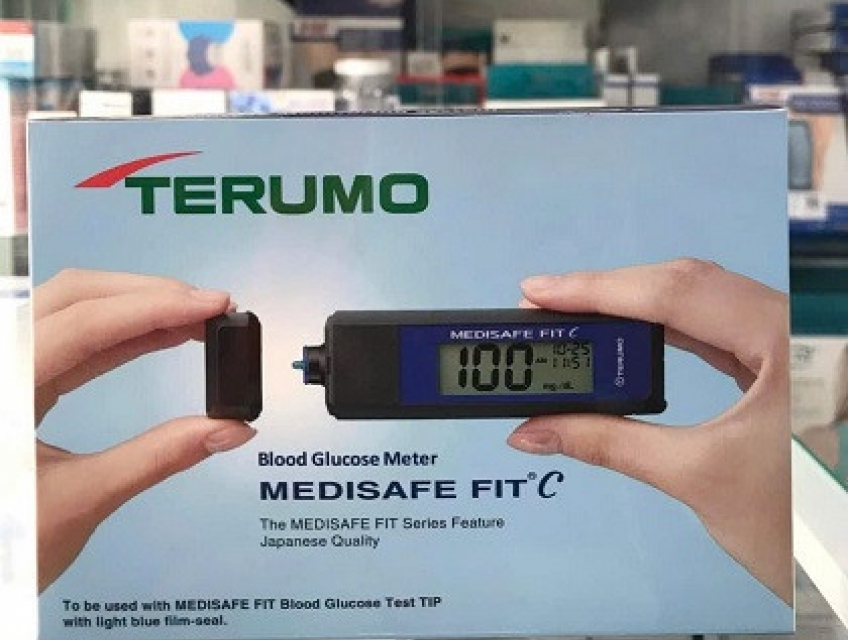 TERUMO
MEDISAFE FIT C
100
AM
10-25
11:51
mg/dL
TERUMO
Blood Glucose Meter
MEDISAFE FIT® C
The MEDISAFE FIT Series Feature
Japanese Quality
To be used with MEDISAFE FIT Blood Glucose Test TIP
with light blue film-seal.